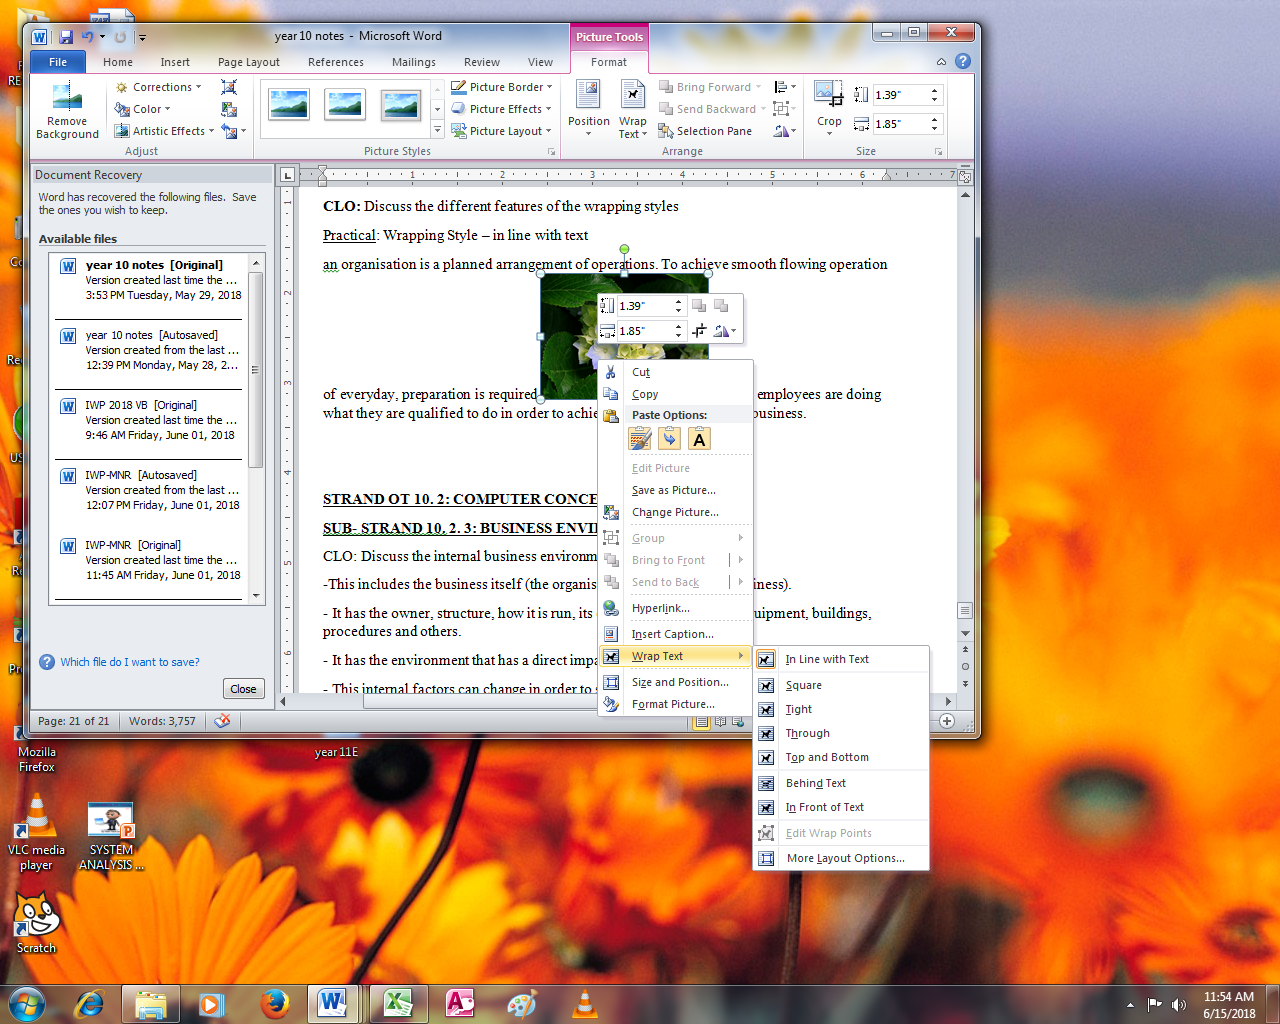 year 10 notes - Microsoft Word
Picture Tools
File Home Insert Page Layout References Mailings Review View Format
Remove Background
Corrections
Color
Artistic Effects
Adjust
Picture Styles
Picture Border
Picture Effects
Picture Layout
Position
Wrap Text
Bring Forward
Send Backward
Selection Pane
Arrange
Crop
1.39"
1.85"
Size
Document Recovery
Word has recovered the following files. Save
the ones you wish to keep.
Available files
year 10 notes [Original]
Version created last time the ...
3:53 PM Tuesday, May 29, 2018
year 10 notes [Autosaved]
Version created from the last ...
12:39 PM Monday, May 28, 2...
IWP 2018 VB [Original]
Version created last time the ...
9:46 AM Friday, June 01, 2018
IWP-MNR [Autosaved]
Version created from the last ...
12:07 PM Friday, June 01, 2018
IWP-MNR [Original]
Version created last time the ...
11:45 AM Friday, June 01, 2018
Which file do I want to save?
Close
1 2 3 4 5 6 7
CLO: Discuss the different features of the wrapping styles
Practical: Wrapping Style – in line with text
an organisation is a planned arrangement of operations. To achieve smooth flowing operation
of everyday, preparation is required employees are doing
what they are qualified to do in order to achie business.
STRAND OT 10. 2: COMPUTER CONCE
SUB- STRAND 10. 2. 3: BUSINESS ENVI
CLO: Discuss the internal business environm
-This includes the business itself (the organis iness).
- It has the owner, structure, how it is run, its uipment, buildings,
procedures and others.
- It has the environment that has a direct impa
- This internal factors can change in order to
1.39"
1.85"
Cut
Copy
Paste Options:
Edit Picture
Save as Picture...
Change Picture...
Group
Bring to Front
Send to Back
Hyperlink...
Insert Caption...
Wrap Text
Size and Position...
Format Picture...
In Line with Text
Square
Tight
Through
Top and Bottom
Behind Text
In Front of Text
Edit Wrap Points
More Layout Options...
Page: 21 of 21
Words: 3,757
Mozilla
Firefox
year 11E
VLC media
player
SYSTEM
ANALYSIS ...
Scratch
11:54 AM
6/15/2018